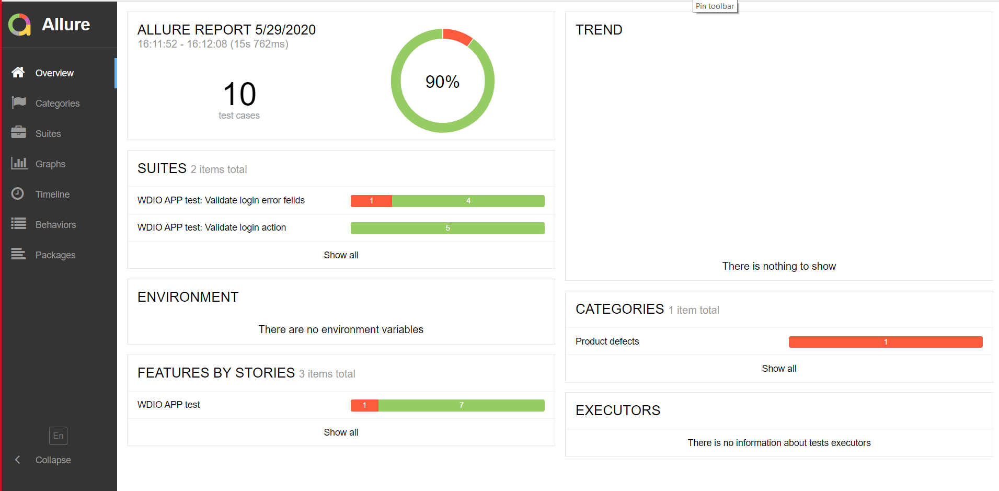 Pin toolbar
Allure
Overview
Categories
Suites
Graphs
Timeline
Behaviors
Packages
En
Collapse
ALLURE REPORT 5/29/2020
16:11:52 - 16:12:08 (15s 762ms)
10
test cases
90%
SUITES 2 items total
WDIO APP test: Validate login error feilds 1 4
WDIO APP test: Validate login action 5
Show all
ENVIRONMENT
There are no environment variables
FEATURES BY STORIES 3 items total
WDIO APP test 1 7
Show all
TREND
There is nothing to show
CATEGORIES 1 item total
Product defects 1
Show all
EXECUTORS
There is no information about tests executors